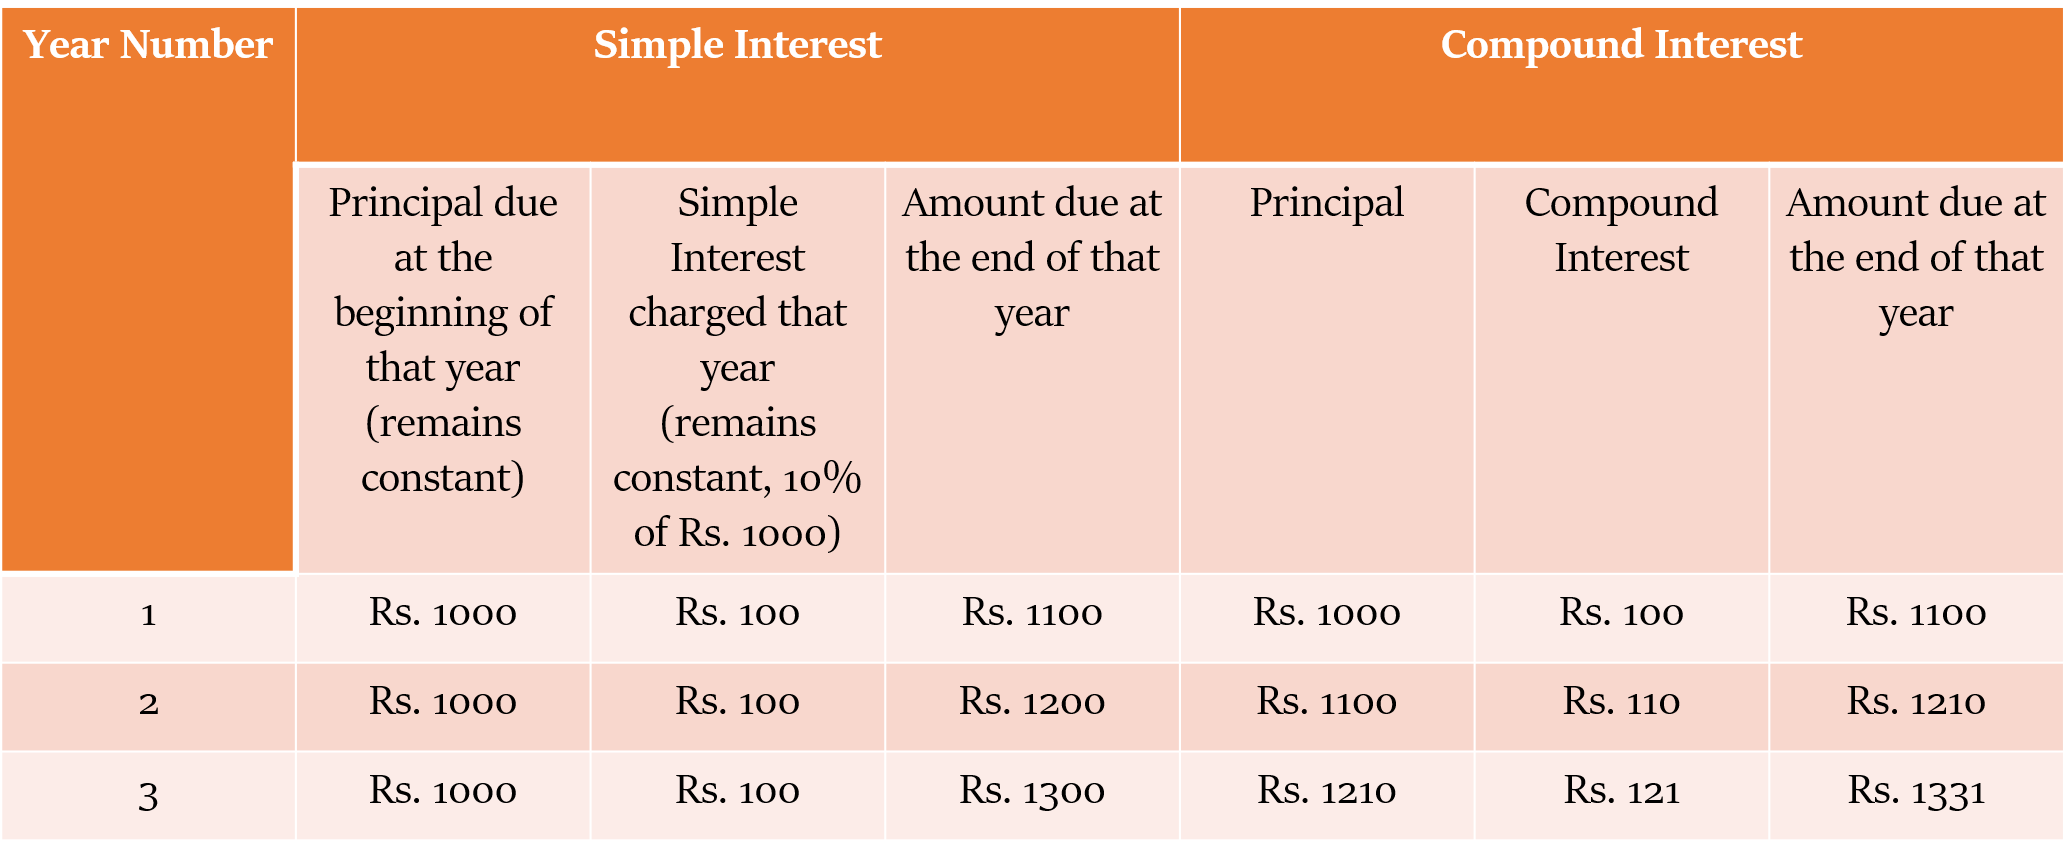 Year Number
Simple Interest
Compound Interest
Principal due
at the
beginning of
that year
(remains
constant)
Simple
Interest
charged that
year
(remains
constant, 10%
of Rs. 1000)
Amount due at
the end of that
year
Principal
Compound
Interest
Amount due at
the end of that
year
1 Rs. 1000 Rs. 100 Rs. 1100 Rs. 1000 Rs. 100 Rs. 1100
2 Rs. 1000 Rs. 100 Rs. 1200 Rs. 1100 Rs. 110 Rs. 1210
3 Rs. 1000 Rs. 100 Rs. 1300 Rs. 1210 Rs. 121 Rs. 1331